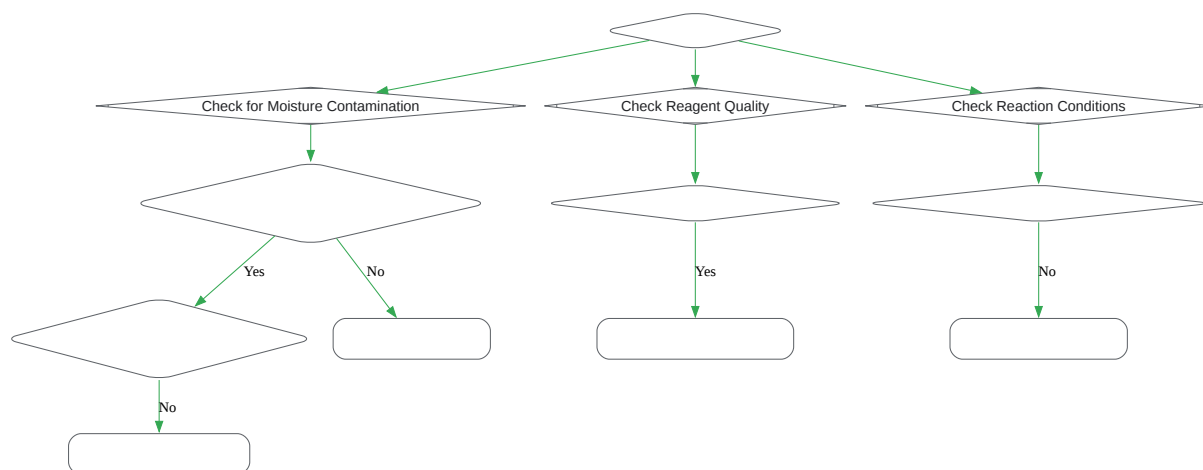 Check for Moisture Contamination
Check Reagent Quality
Check Reaction Conditions
Yes
No
Yes
No
No